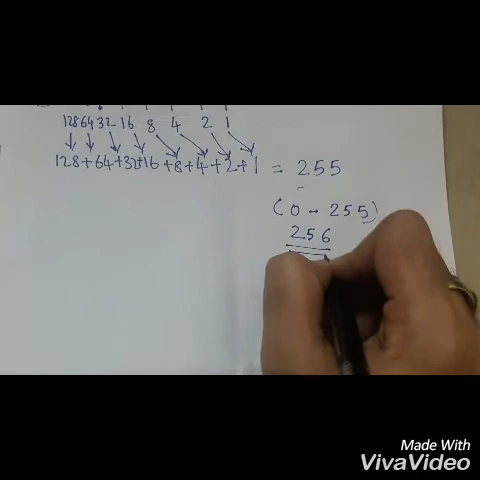 128 64 32 16 8 4 2 1
128+64+32+16+8+4+2+1 = 255
(0-255)
256
Made With
VivaVideo